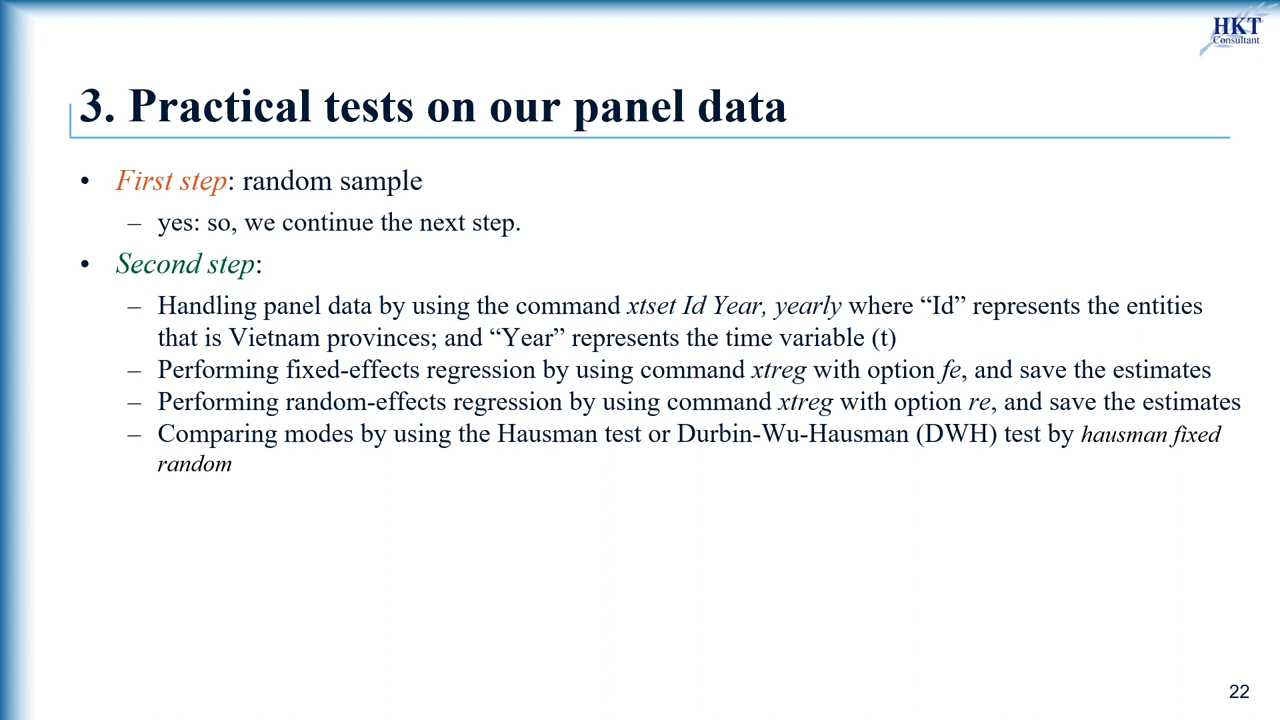 HKT
Consultant
3. Practical tests on our panel data
• First step: random sample
– yes: so, we continue the next step.
• Second step:
– Handling panel data by using the command xtset Id Year, yearly where “Id” represents the entities
that is Vietnam provinces; and “Year” represents the time variable (t)
– Performing fixed-effects regression by using command xtreg with option fe, and save the estimates
– Performing random-effects regression by using command xtreg with option re, and save the estimates
– Comparing modes by using the Hausman test or Durbin-Wu-Hausman (DWH) test by hausman fixed
random
22